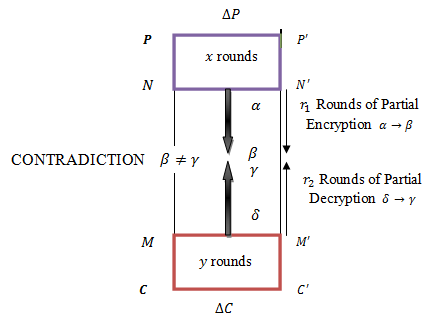 ΔP
P P′
x rounds
N N′
α r₁ Rounds of Partial
Encryption α → β
CONTRADICTION β ≠ γ β
γ
r₂ Rounds of Partial
Decryption δ → γ
δ
M M′
y rounds
C C′
ΔC